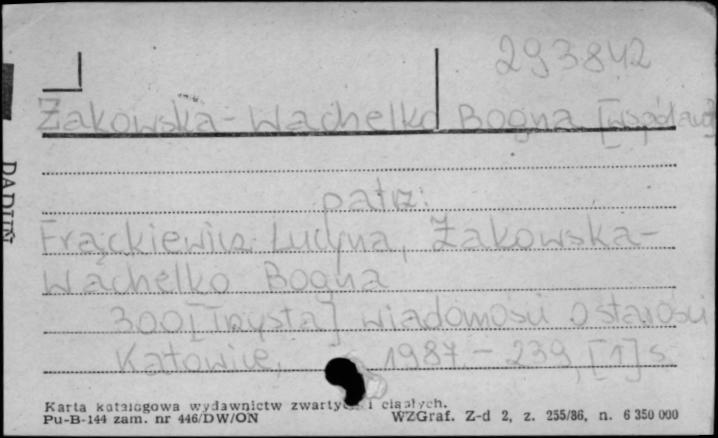 293842
Żakowska-Wachelko Bogna [współaut]
patrz:
Frąckiewicz Lucyna, Żakowska-
Wachelko Bogna
300 [Trzysta] wiadomości o starości
Katowice, 1987. - 239, [1] s.
Karta katalogowa wydawnictw zwartych i ciągłych.
Pu-B-144 zam. nr 446/DW/ON WZGraf. Z-d 2, z. 255/86, n. 6 350 000